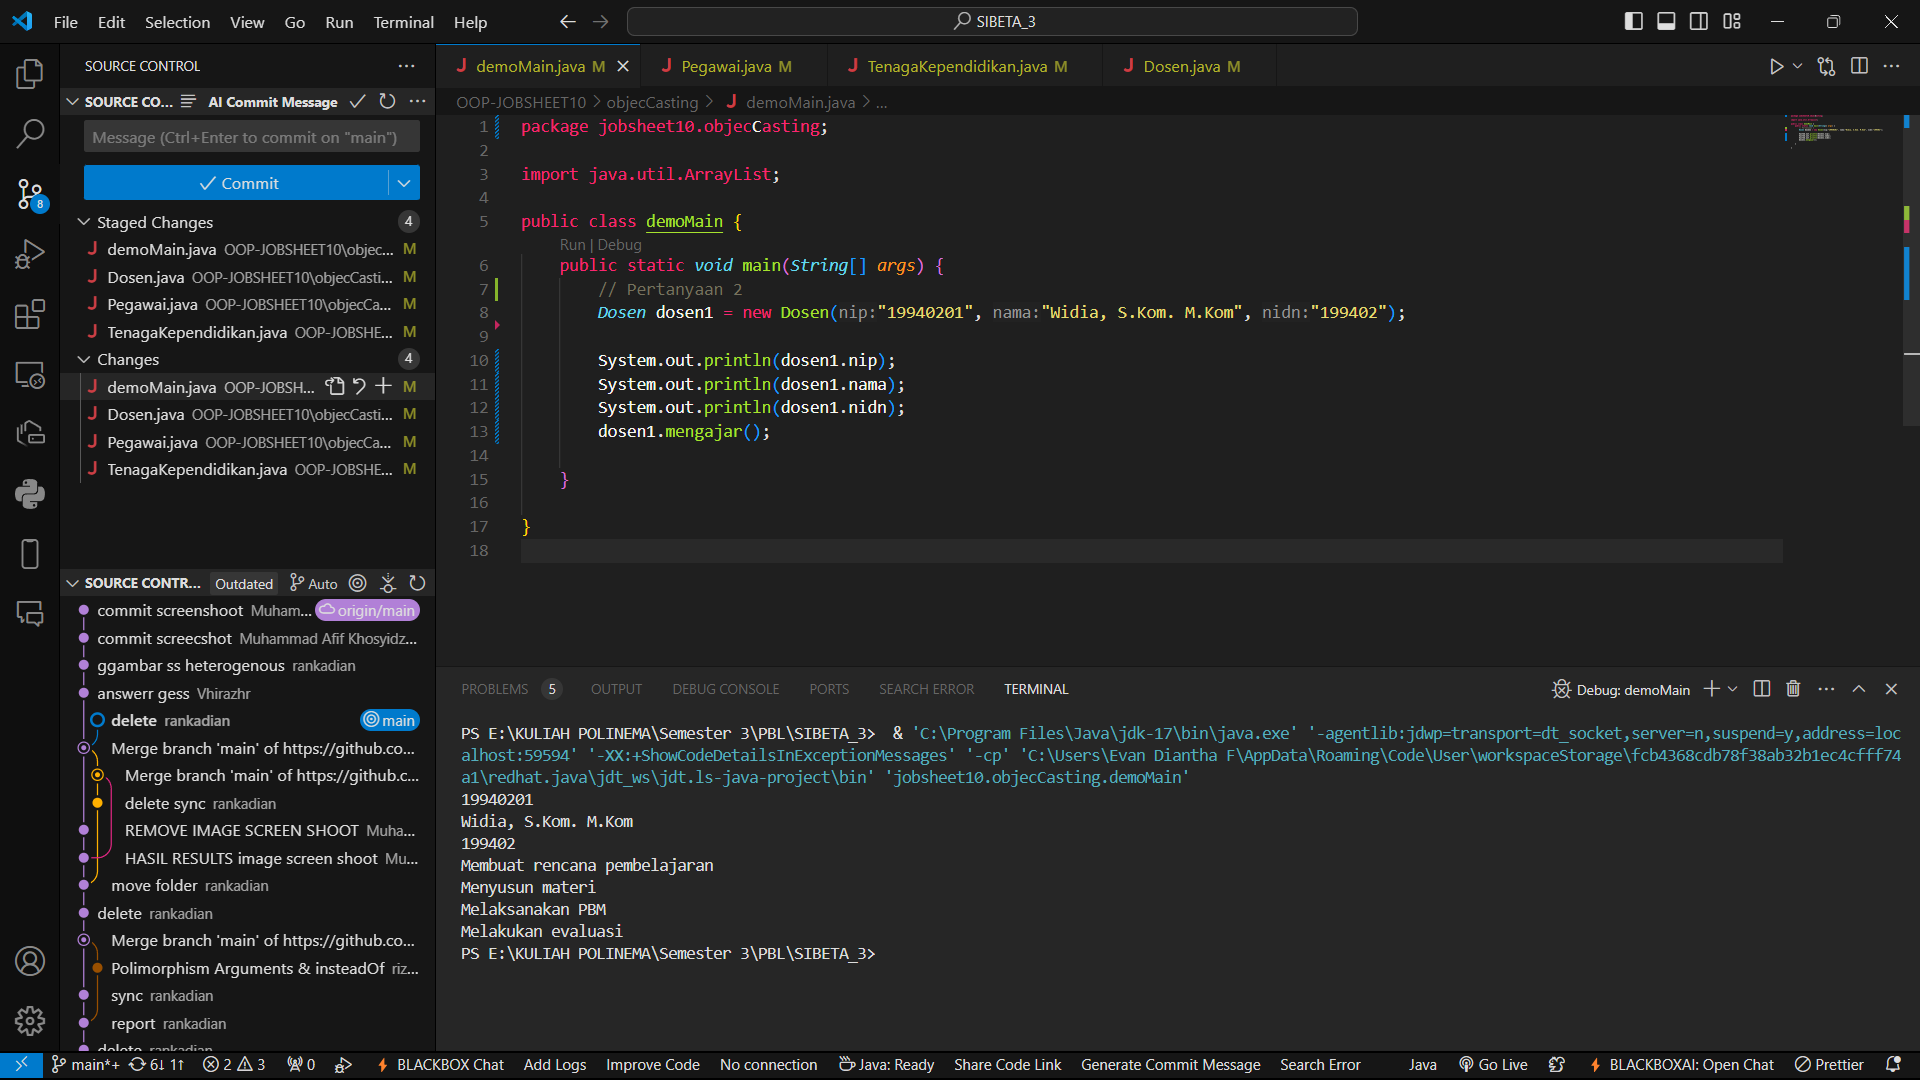 File Edit Selection View Go Run Terminal Help
SIBETA_3
SOURCE CONTROL
SOURCE CO... AI Commit Message
Message (Ctrl+Enter to commit on "main")
Commit
Staged Changes 4
demoMain.java OOP-JOBSHEET10\objec... M
Dosen.java OOP-JOBSHEET10\objecCasti... M
Pegawai.java OOP-JOBSHEET10\objecCa... M
TenagaKependidikan.java OOP-JOBSHE... M
Changes 4
demoMain.java OOP-JOBSH... M
Dosen.java OOP-JOBSHEET10\objecCasti... M
Pegawai.java OOP-JOBSHEET10\objecCa... M
TenagaKependidikan.java OOP-JOBSHE... M
8
SOURCE CONTR... Outdated Auto
commit screenshoot Muham... origin/main
commit screecshot Muhammad Afif Khosyidz...
ggambar ss heterogenous rankadian
answerr gess Vhirazhr
delete rankadian main
Merge branch 'main' of https://github.co...
Merge branch 'main' of https://github.c...
delete sync rankadian
REMOVE IMAGE SCREEN SHOOT Muha...
HASIL RESULTS image screen shoot Mu...
move folder rankadian
delete rankadian
Merge branch 'main' of https://github.co...
Polimorphism Arguments & insteadOf riz...
sync rankadian
report rankadian
delete rankadian
demoMain.java M Pegawai.java M TenagaKependidikan.java M Dosen.java M
OOP-JOBSHEET10 > objecCasting > demoMain.java > ...
1 package jobsheet10.objecCasting;
2
3 import java.util.ArrayList;
4
5 public class demoMain {
Run | Debug
6 public static void main(String[] args) {
7 // Pertanyaan 2
8 Dosen dosen1 = new Dosen(nip:"19940201", nama:"Widia, S.Kom. M.Kom", nidn:"199402");
9
10 System.out.println(dosen1.nip);
11 System.out.println(dosen1.nama);
12 System.out.println(dosen1.nidn);
13 dosen1.mengajar();
14
15 }
16
17 }
18
PROBLEMS 5 OUTPUT DEBUG CONSOLE PORTS SEARCH ERROR TERMINAL
Debug: demoMain
PS E:\KULIAH POLINEMA\Semester 3\PBL\SIBETA_3> & 'C:\Program Files\Java\jdk-17\bin\java.exe' '-agentlib:jdwp=transport=dt_socket,server=n,suspend=y,address=loc
alhost:59594' '-XX:+ShowCodeDetailsInExceptionMessages' '-cp' 'C:\Users\Evan Diantha F\AppData\Roaming\Code\User\workspaceStorage\fcb4368cdb78f38ab32b1ec4cfff74
a1\redhat.java\jdt_ws\jdt.ls-java-project\bin' 'jobsheet10.objecCasting.demoMain'
19940201
Widia, S.Kom. M.Kom
199402
Membuat rencana pembelajaran
Menyusun materi
Melaksanakan PBM
Melakukan evaluasi
PS E:\KULIAH POLINEMA\Semester 3\PBL\SIBETA_3>
main*+ 6↓ 1↑ 2 3 0 BLACKBOX Chat Add Logs Improve Code No connection Java: Ready Share Code Link Generate Commit Message Search Error Java Go Live BLACKBOXAI: Open Chat Prettier